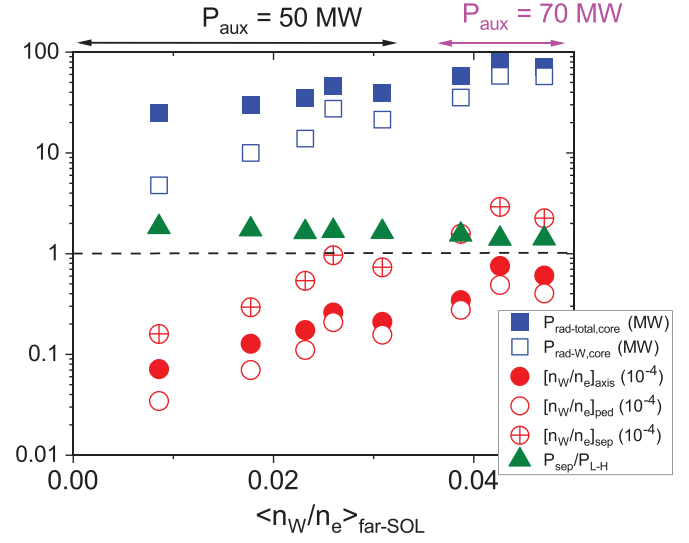 P_aux = 50 MW
P_aux = 70 MW
100
10
1
0.1
0.01
0.00
0.02
0.04
<n_W/n_e>_far-SOL
P_rad-total,core (MW)
P_rad-W,core (MW)
[n_W/n_e]_axis (10^-4)
[n_W/n_e]_ped (10^-4)
[n_W/n_e]_sep (10^-4)
P_sep/P_L-H